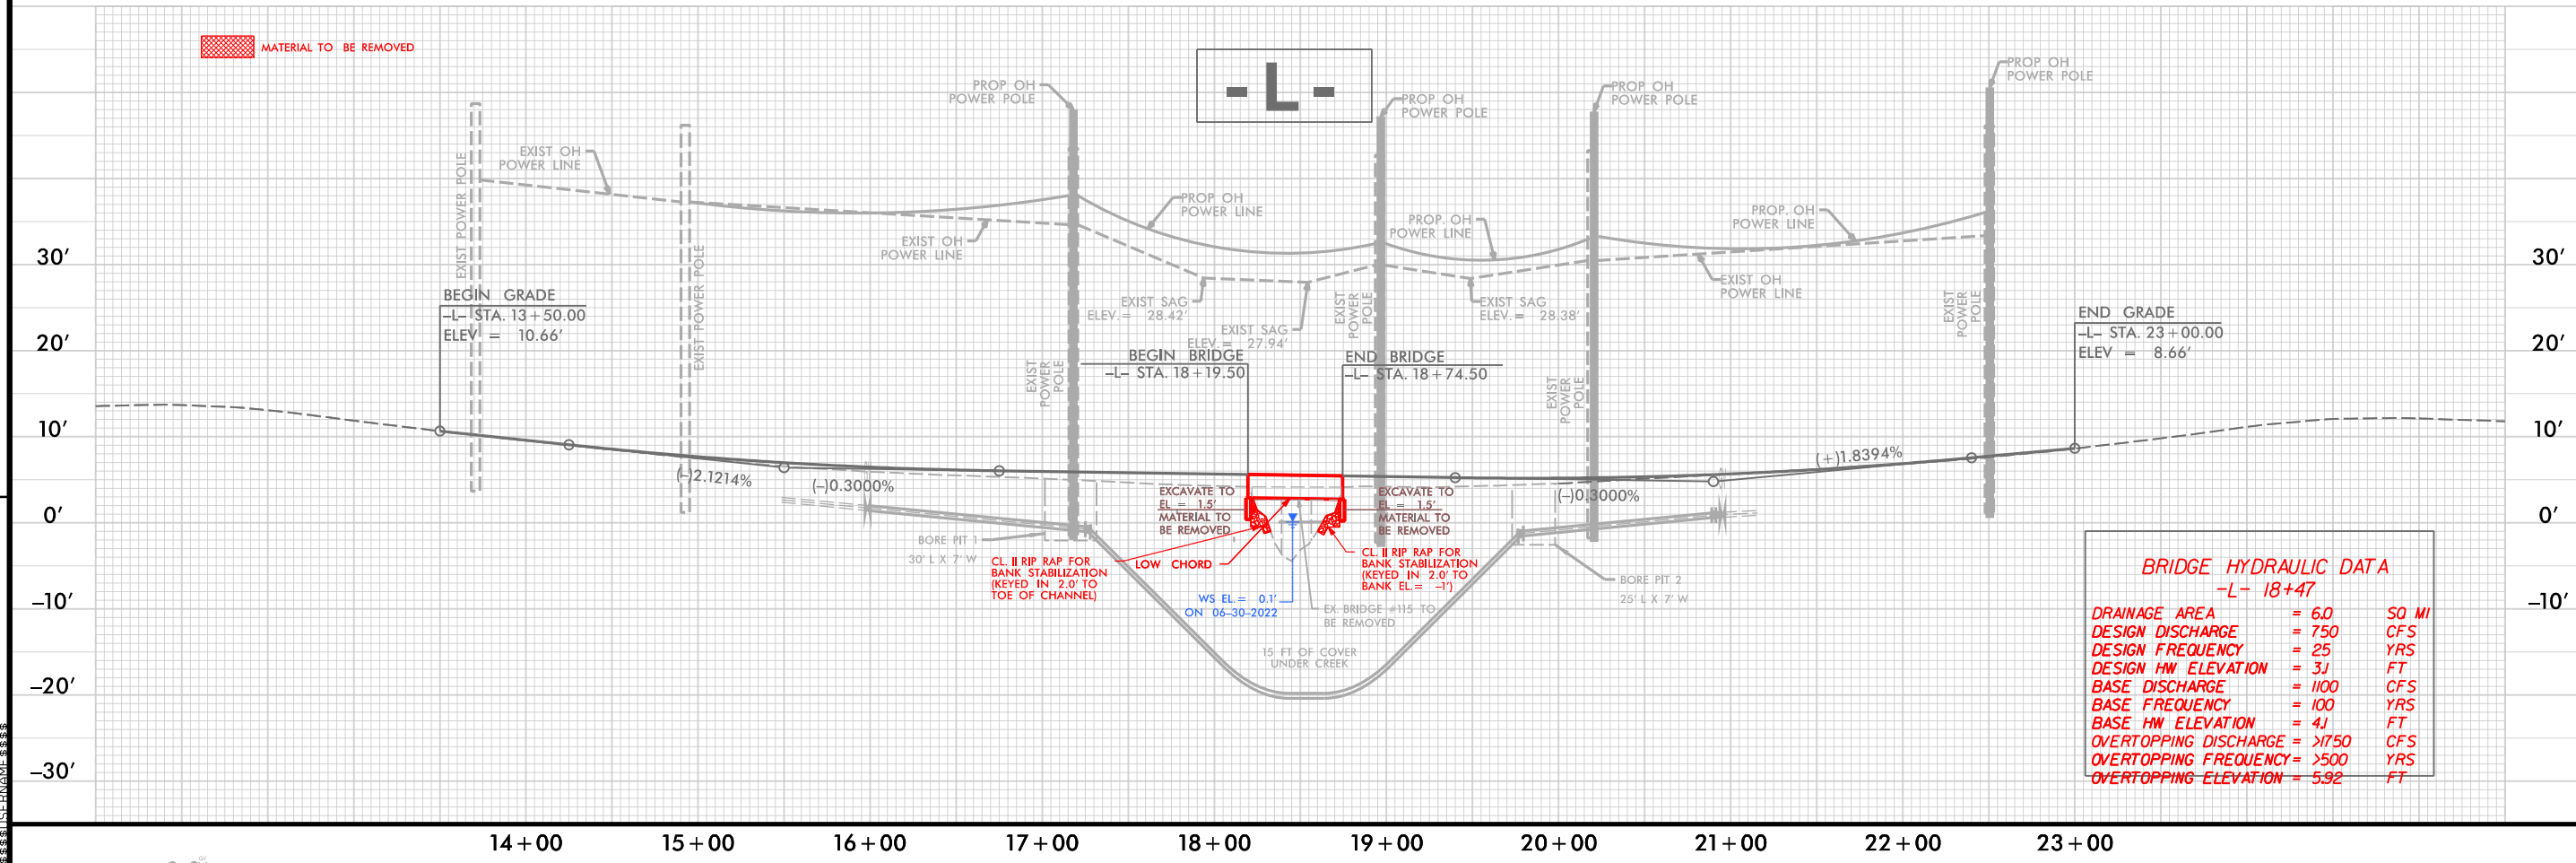 MATERIAL TO BE REMOVED
-L-
PROP OH
POWER POLE
PROP OH
POWER POLE
PROP OH
POWER POLE
PROP OH
POWER POLE
EXIST OH
POWER LINE
EXIST POWER POLE
EXIST POWER POLE
EXIST OH
POWER LINE
PROP OH
POWER LINE
PROP. OH
POWER LINE
PROP. OH
POWER LINE
EXIST OH
POWER LINE
EXIST SAG
ELEV.= 28.42'
EXIST SAG
ELEV.= 27.94'
EXIST SAG
ELEV.= 28.38'
EXIST
POWER
POLE
EXIST
POWER
POLE
EXIST
POWER
POLE
EXIST
POWER
POLE
BEGIN GRADE
-L- STA. 13+50.00
ELEV = 10.66'
BEGIN BRIDGE
-L- STA. 18+19.50
END BRIDGE
-L- STA. 18+74.50
END GRADE
-L- STA. 23+00.00
ELEV = 8.66'
30'
20'
10'
0'
-10'
-20'
-30'
30'
20'
10'
0'
-10'
(-)2.1214%
(-)0.3000%
(-)0.3000%
(+)1.8394%
EXCAVATE TO
EL = 1.5'
MATERIAL TO
BE REMOVED
EXCAVATE TO
EL = 1.5'
MATERIAL TO
BE REMOVED
BORE PIT 1
30' L X 7' W
CL. II RIP RAP FOR
BANK STABILIZATION
(KEYED IN 2.0' TO
TOE OF CHANNEL)
LOW CHORD
CL. II RIP RAP FOR
BANK STABILIZATION
(KEYED IN 2.0' TO
BANK EL.= -1')
WS EL.= 0.1'
ON 06-30-2022
EX. BRIDGE #115 TO
BE REMOVED
15 FT OF COVER
UNDER CREEK
BORE PIT 2
25' L X 7' W
BRIDGE HYDRAULIC DATA
-L- 18+47
DRAINAGE AREA = 6.0 SQ MI
DESIGN DISCHARGE = 750 CFS
DESIGN FREQUENCY = 25 YRS
DESIGN HW ELEVATION = 3.1 FT
BASE DISCHARGE = 1100 CFS
BASE FREQUENCY = 100 YRS
BASE HW ELEVATION = 4.1 FT
OVERTOPPING DISCHARGE = >1750 CFS
OVERTOPPING FREQUENCY= >500 YRS
OVERTOPPING ELEVATION = 5.92 FT
14+00 15+00 16+00 17+00 18+00 19+00 20+00 21+00 22+00 23+00